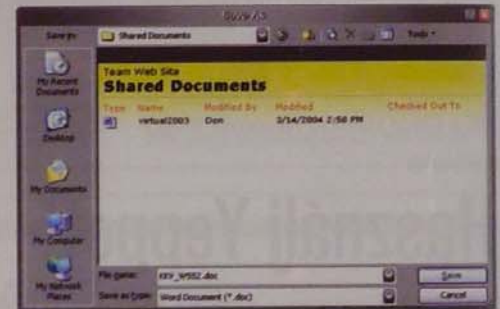 Save As
Save in:
Shared Documents
Tools
My Recent
Documents
Desktop
My Documents
My Computer
My Network
Places
Team Web Site
Shared Documents
Type Name Modified By Modified Checked Out To
virtual2003 Don 2/14/2004 2:58 PM
File name:
Save as type: Word Document (*.doc)
Save
Cancel